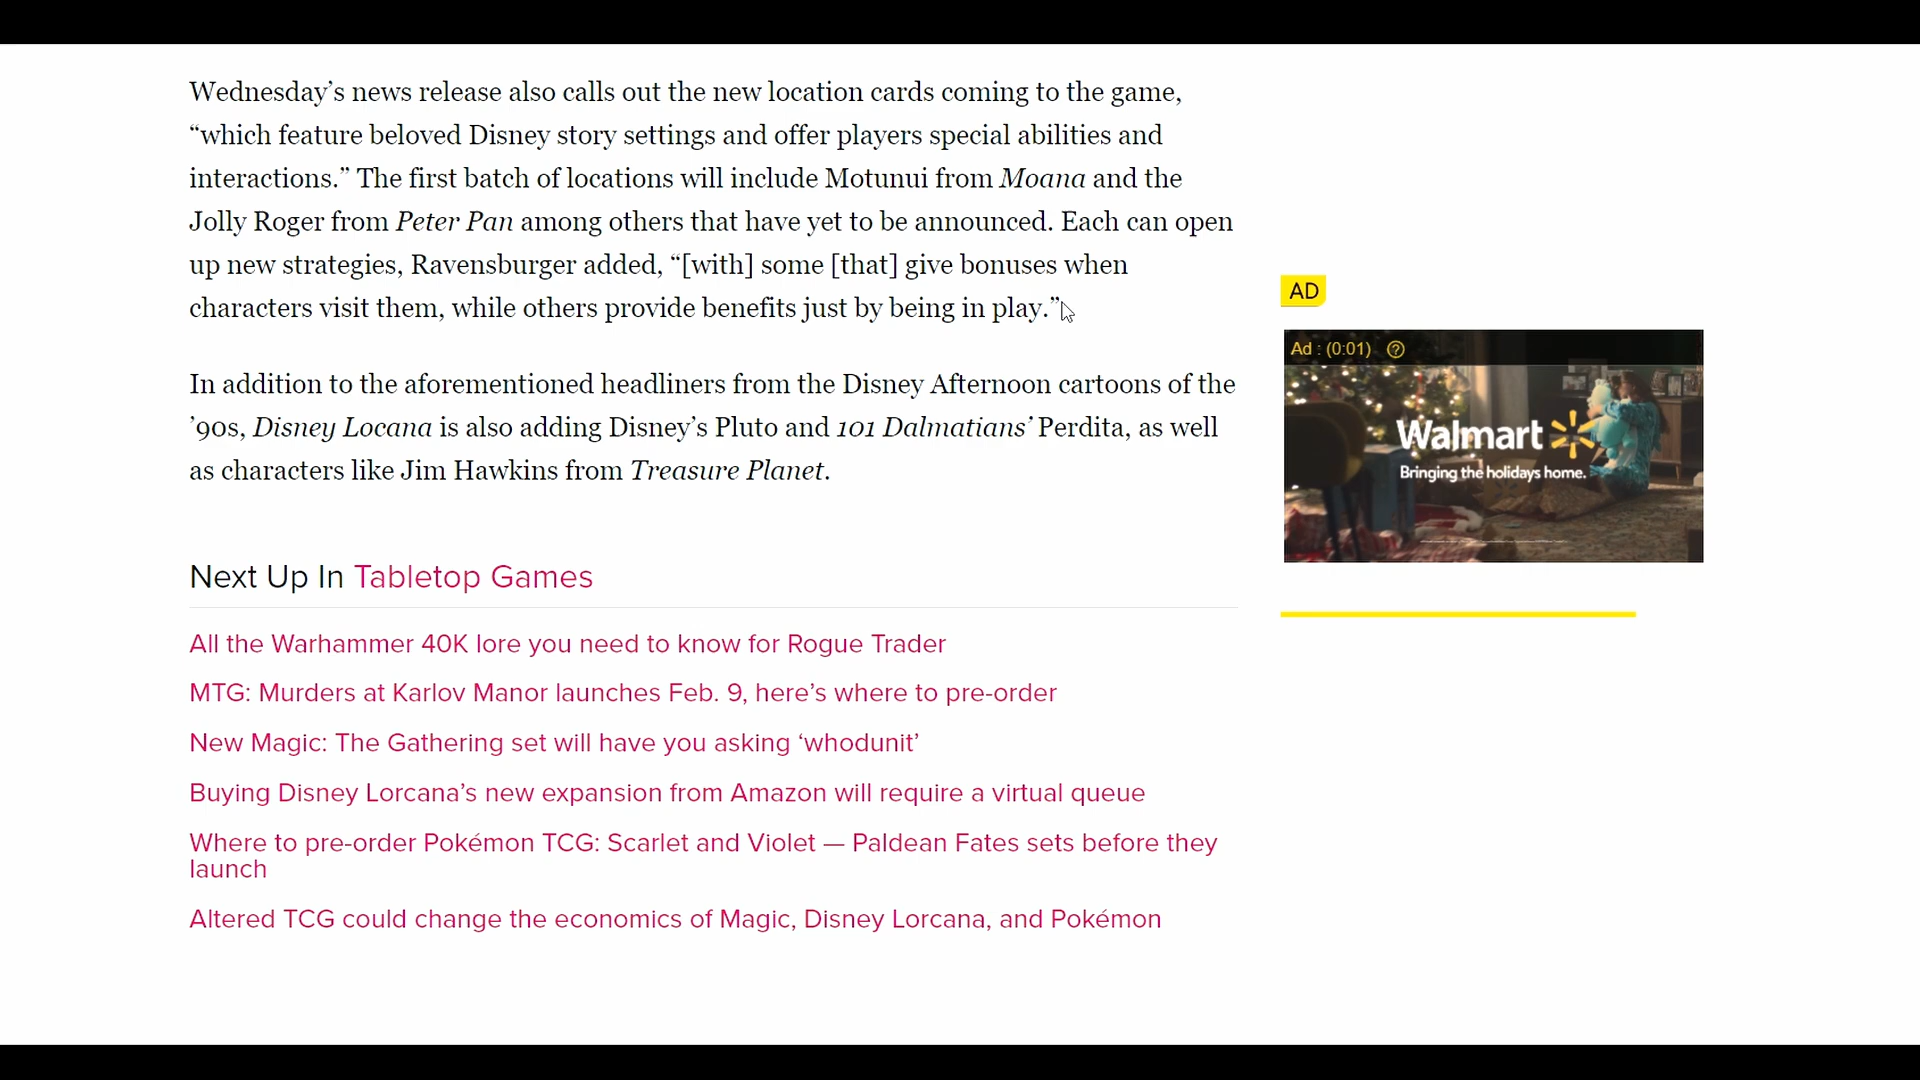 Wednesday’s news release also calls out the new location cards coming to the game,
“which feature beloved Disney story settings and offer players special abilities and
interactions.” The first batch of locations will include Motunui from Moana and the
Jolly Roger from Peter Pan among others that have yet to be announced. Each can open
up new strategies, Ravensburger added, “[with] some [that] give bonuses when
characters visit them, while others provide benefits just by being in play.”
In addition to the aforementioned headliners from the Disney Afternoon cartoons of the
’90s, Disney Locana is also adding Disney’s Pluto and 101 Dalmatians’ Perdita, as well
as characters like Jim Hawkins from Treasure Planet.
Next Up In Tabletop Games
All the Warhammer 40K lore you need to know for Rogue Trader
MTG: Murders at Karlov Manor launches Feb. 9, here’s where to pre-order
New Magic: The Gathering set will have you asking ‘whodunit’
Buying Disney Lorcana’s new expansion from Amazon will require a virtual queue
Where to pre-order Pokémon TCG: Scarlet and Violet — Paldean Fates sets before they
launch
Altered TCG could change the economics of Magic, Disney Lorcana, and Pokémon
AD
Ad : (0:01) ?
Walmart
Bringing the holidays home.